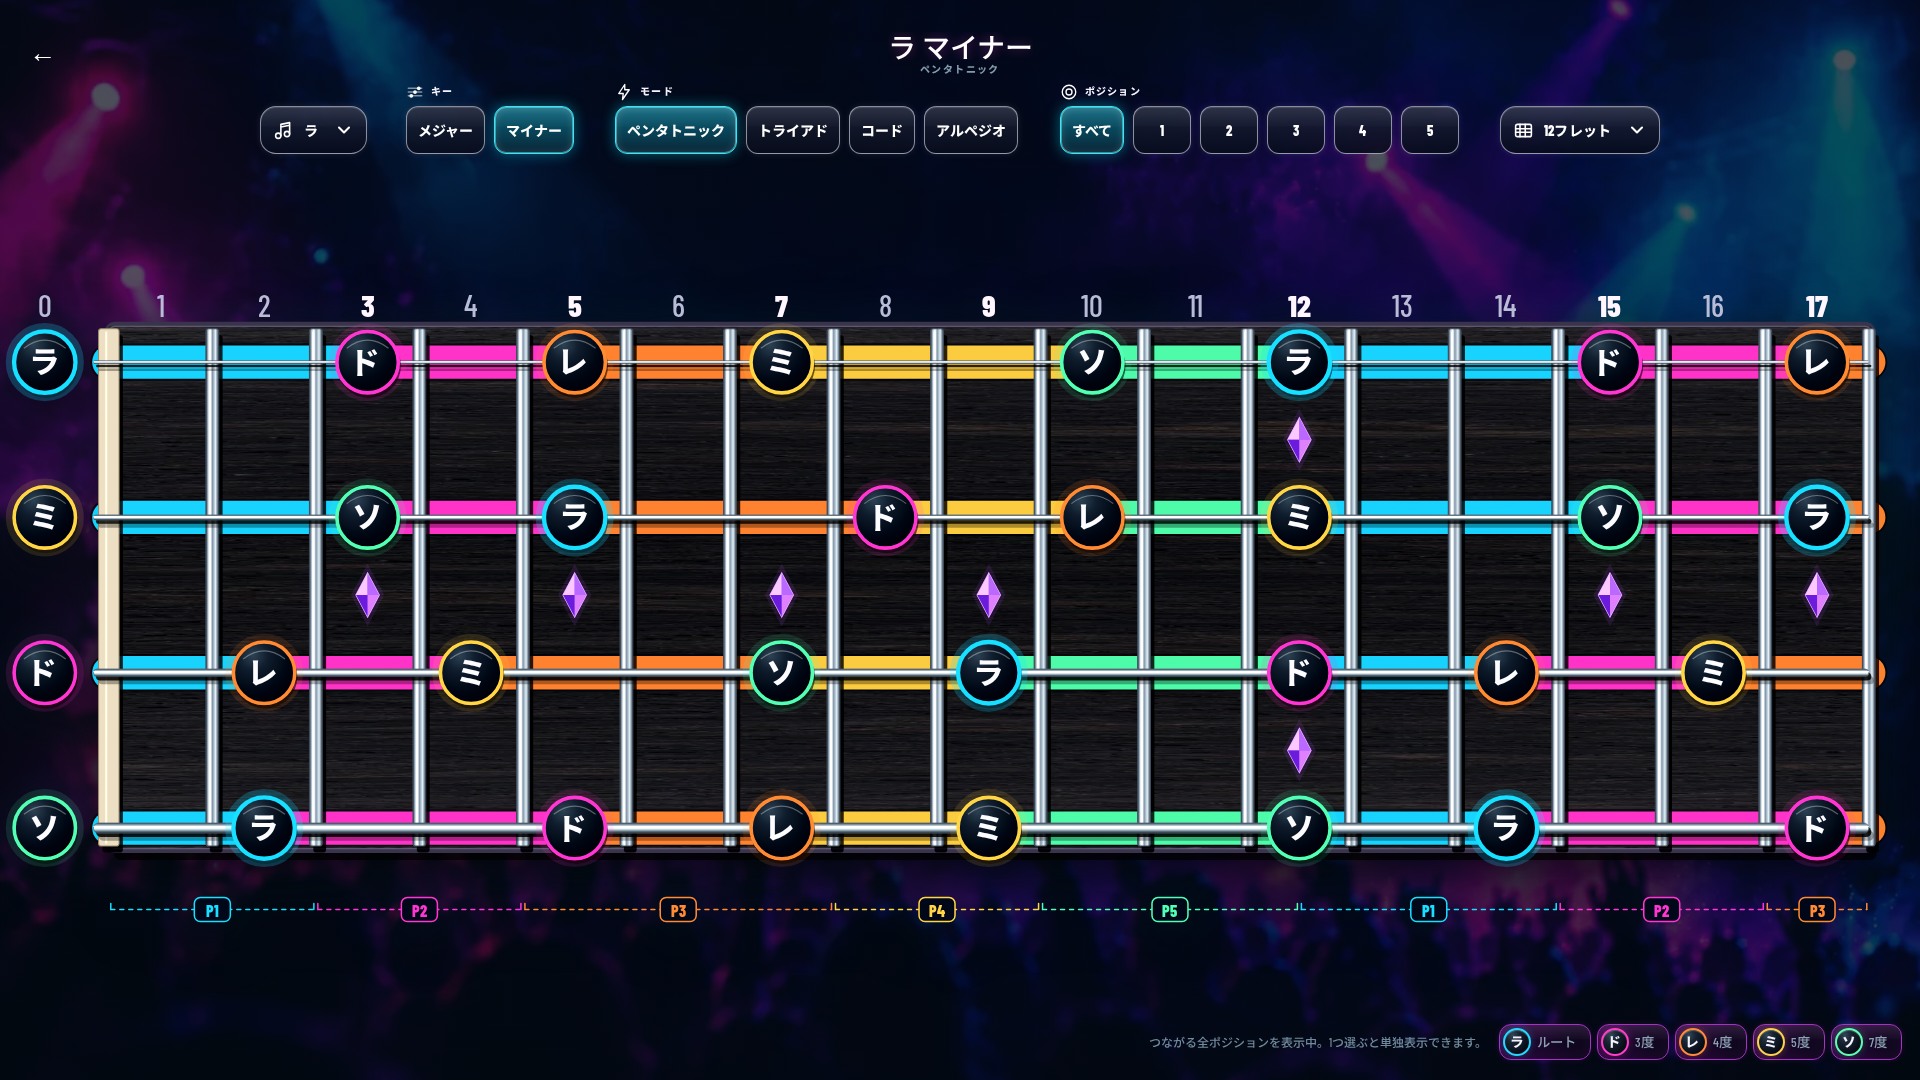 ←
ラ マイナー
ペンタトニック
キー モード ポジション
ラ メジャー マイナー ペンタトニック トライアド コード アルペジオ すべて 1 2 3 4 5 12フレット
0 1 2 3 4 5 6 7 8 9 10 11 12 13 14 15 16 17
ラ ド レ ミ ソ ラ ド レ
ミ ソ ラ ド レ ミ ソ ラ
ド レ ミ ソ ラ ド レ ミ
ソ ラ ド レ ミ ソ ラ ド
P1 P2 P3 P4 P5 P1 P2 P3
つながる全ポジションを表示中。1つ選ぶと単独表示できます。 ラ ルート ド 3度 レ 4度 ミ 5度 ソ 7度